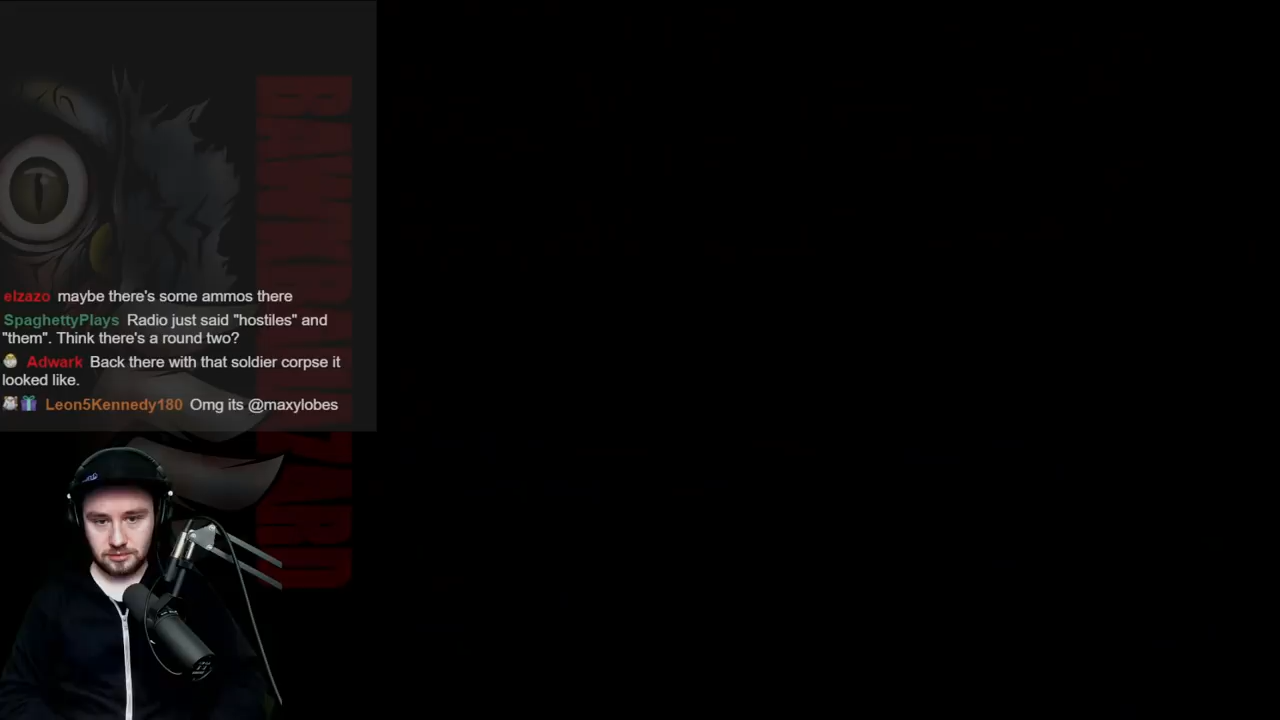 elzazo maybe there's some ammos there
SpaghettyPlays Radio just said "hostiles" and
"them". Think there's a round two?
Adwark Back there with that soldier corpse it
looked like.
Leon5Kennedy180 Omg its @maxylobes